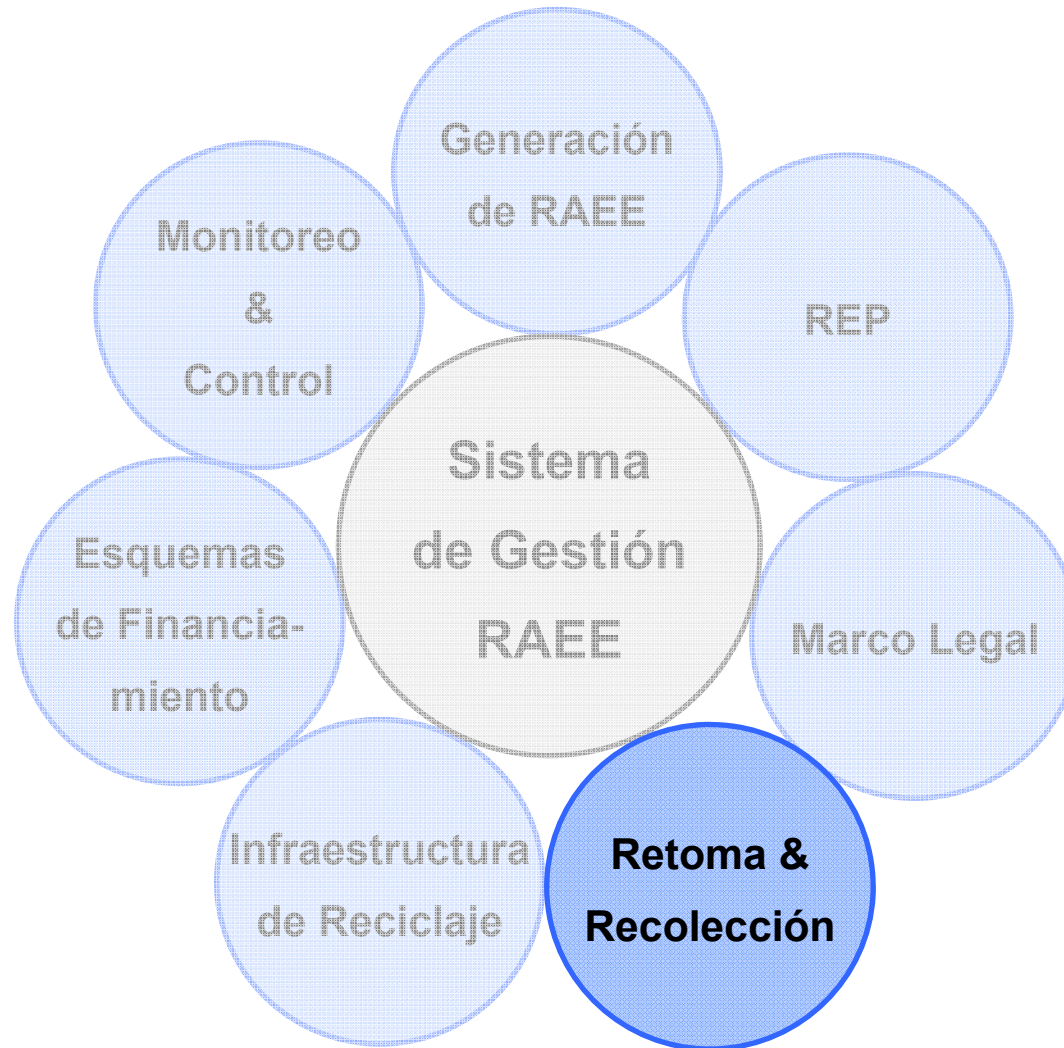 Generación
de RAEE
Monitoreo
&
Control
REP
Sistema
de Gestión
RAEE
Esquemas
de Financia-
miento
Marco Legal
Infraestructura
de Reciclaje
Retoma &
Recolección